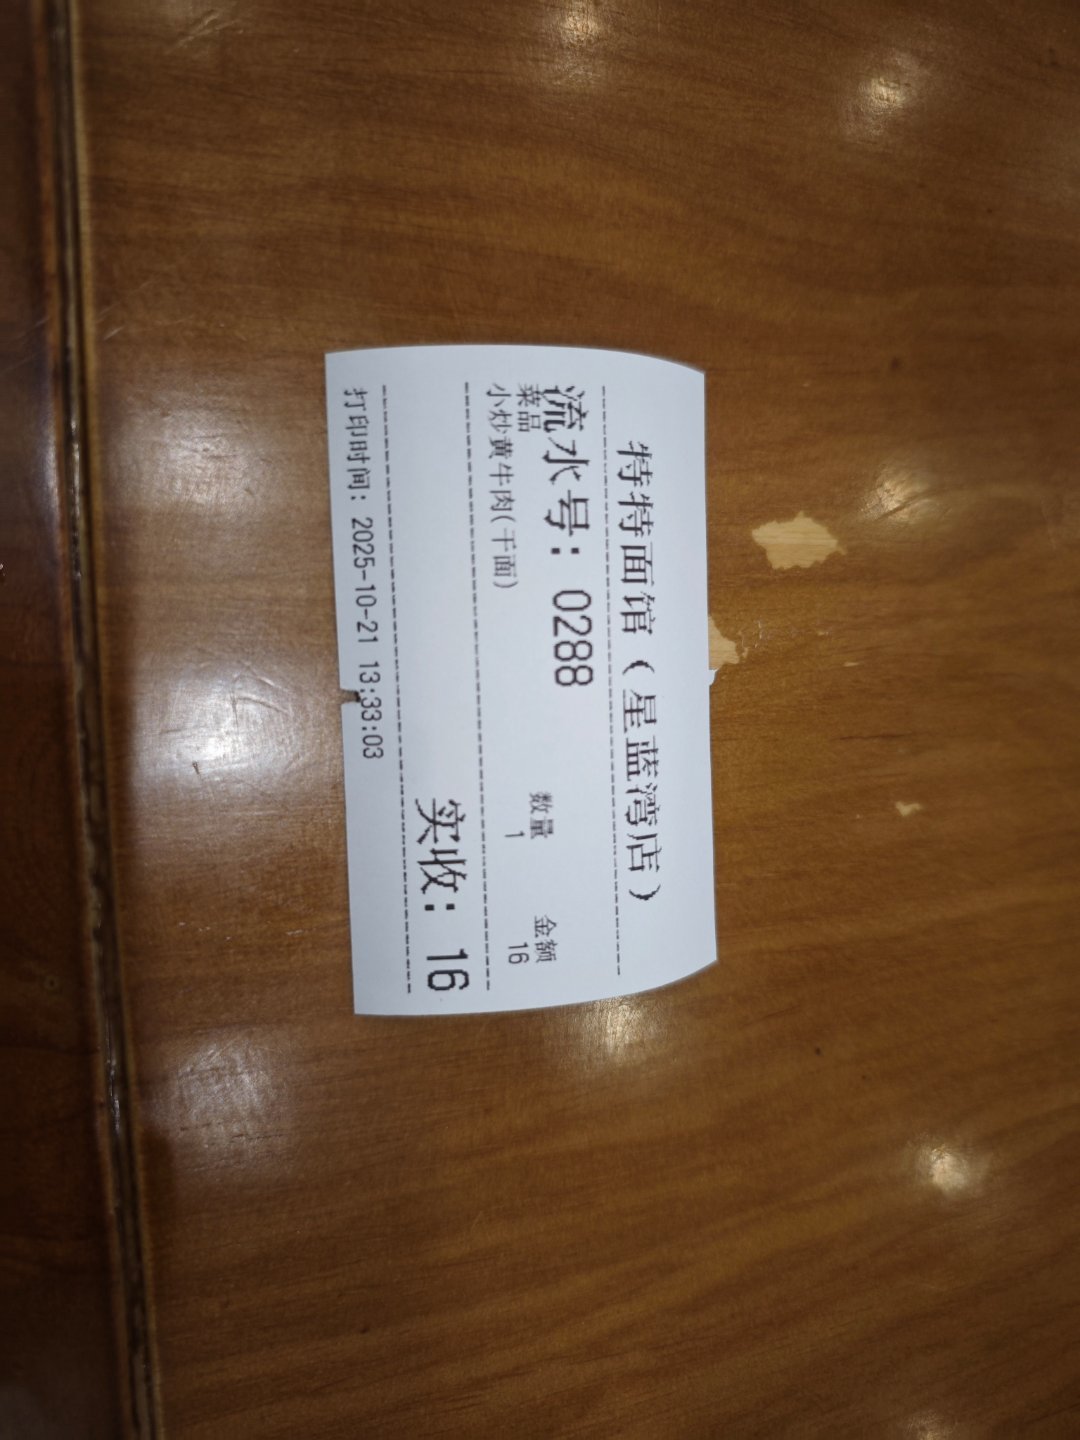 特特面馆（星蓝湾店）
流水号：0288
菜品 数量 金额
小炒黄牛肉(干面) 1 16
实收：16
打印时间：2025-10-21 13:33:03